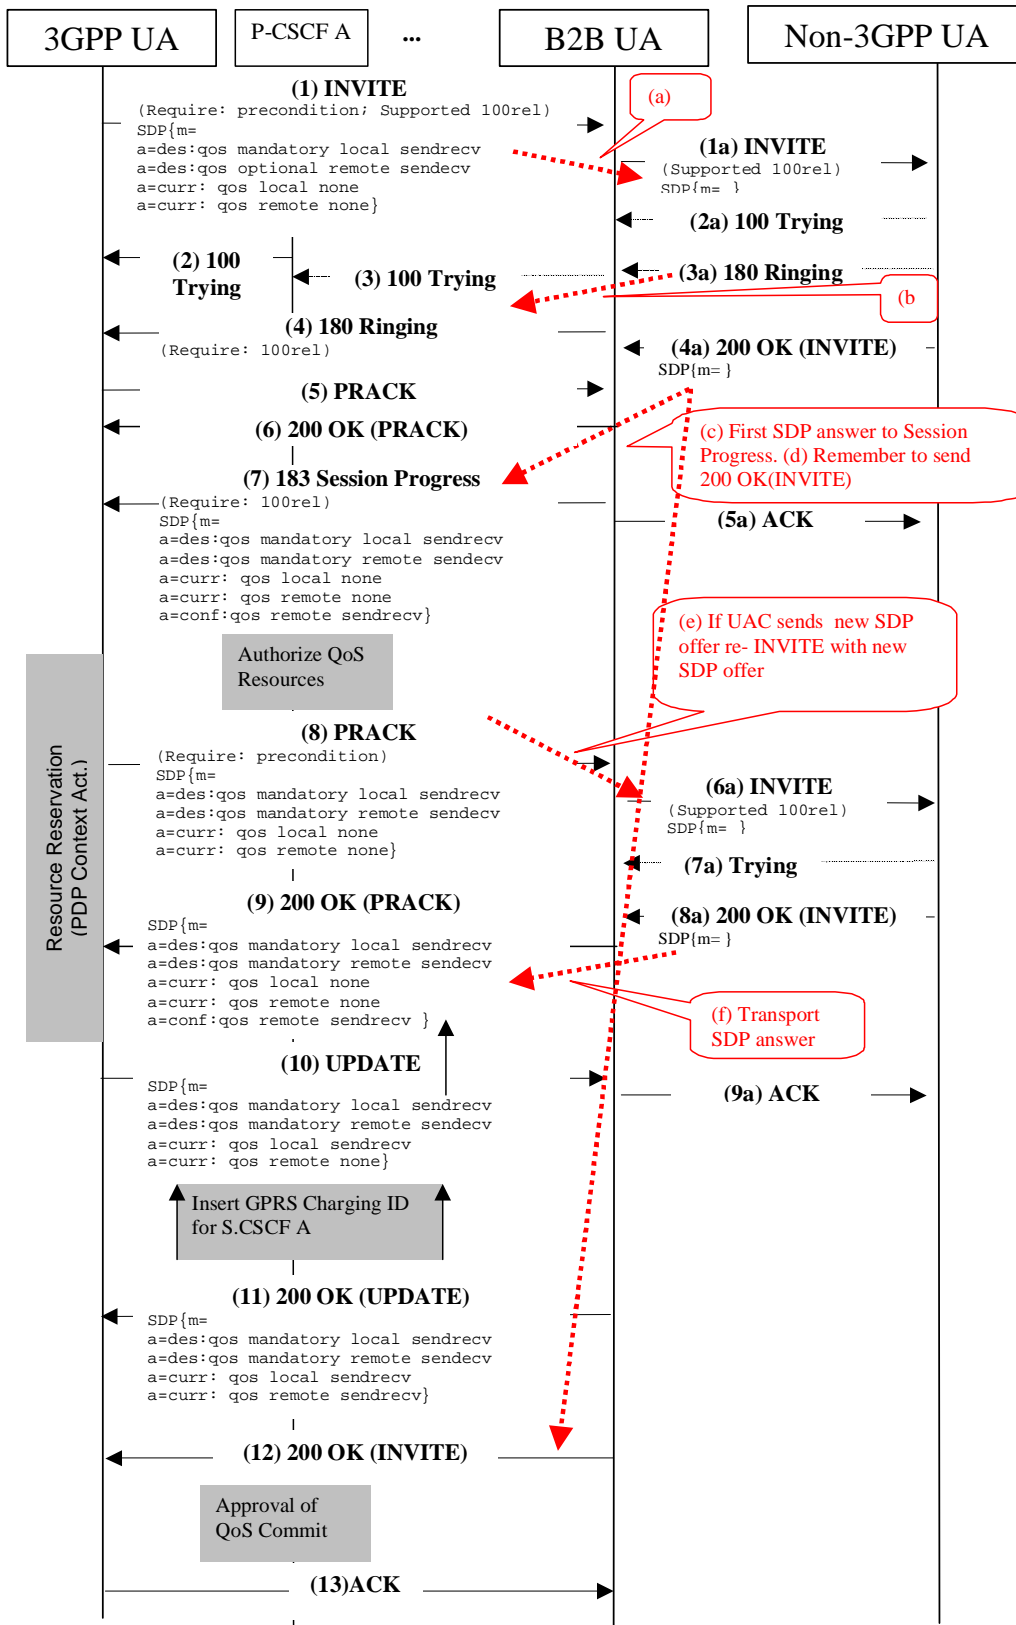 3GPP UA
P-CSCF A
...
B2B UA
Non-3GPP UA
(1) INVITE
(Require: precondition; Supported 100rel)
SDP{m=
a=des:qos mandatory local sendrecv
a=des:qos optional remote sendecv
a=curr: qos local none
a=curr: qos remote none}
(a)
(1a) INVITE
(Supported 100rel)
SDP{m= }
(2a) 100 Trying
(2) 100
Trying
(3) 100 Trying
(3a) 180 Ringing
(b
(4) 180 Ringing
(Require: 100rel)
(4a) 200 OK (INVITE)
SDP{m= }
(5) PRACK
(6) 200 OK (PRACK)
(c) First SDP answer to Session
Progress. (d) Remember to send
200 OK(INVITE)
(7) 183 Session Progress
(Require: 100rel)
SDP{m=
a=des:qos mandatory local sendrecv
a=des:qos mandatory remote sendecv
a=curr: qos local none
a=curr: qos remote none
a=conf:qos remote sendrecv}
(5a) ACK
(e) If UAC sends new SDP
offer re- INVITE with new
SDP offer
Authorize QoS
Resources
Resource Reservation
(PDP Context Act.)
(8) PRACK
(Require: precondition)
SDP{m=
a=des:qos mandatory local sendrecv
a=des:qos mandatory remote sendecv
a=curr: qos local none
a=curr: qos remote none}
(6a) INVITE
(Supported 100rel)
SDP{m= }
(7a) Trying
(9) 200 OK (PRACK)
SDP{m=
a=des:qos mandatory local sendrecv
a=des:qos mandatory remote sendecv
a=curr: qos local none
a=curr: qos remote none
a=conf:qos remote sendrecv }
(8a) 200 OK (INVITE)
SDP{m= }
(f) Transport
SDP answer
(10) UPDATE
SDP{m=
a=des:qos mandatory local sendrecv
a=des:qos mandatory remote sendecv
a=curr: qos local sendrecv
a=curr: qos remote none}
(9a) ACK
Insert GPRS Charging ID
for S.CSCF A
(11) 200 OK (UPDATE)
SDP{m=
a=des:qos mandatory local sendrecv
a=des:qos mandatory remote sendecv
a=curr: qos local sendrecv
a=curr: qos remote sendrecv}
(12) 200 OK (INVITE)
Approval of
QoS Commit
(13)ACK